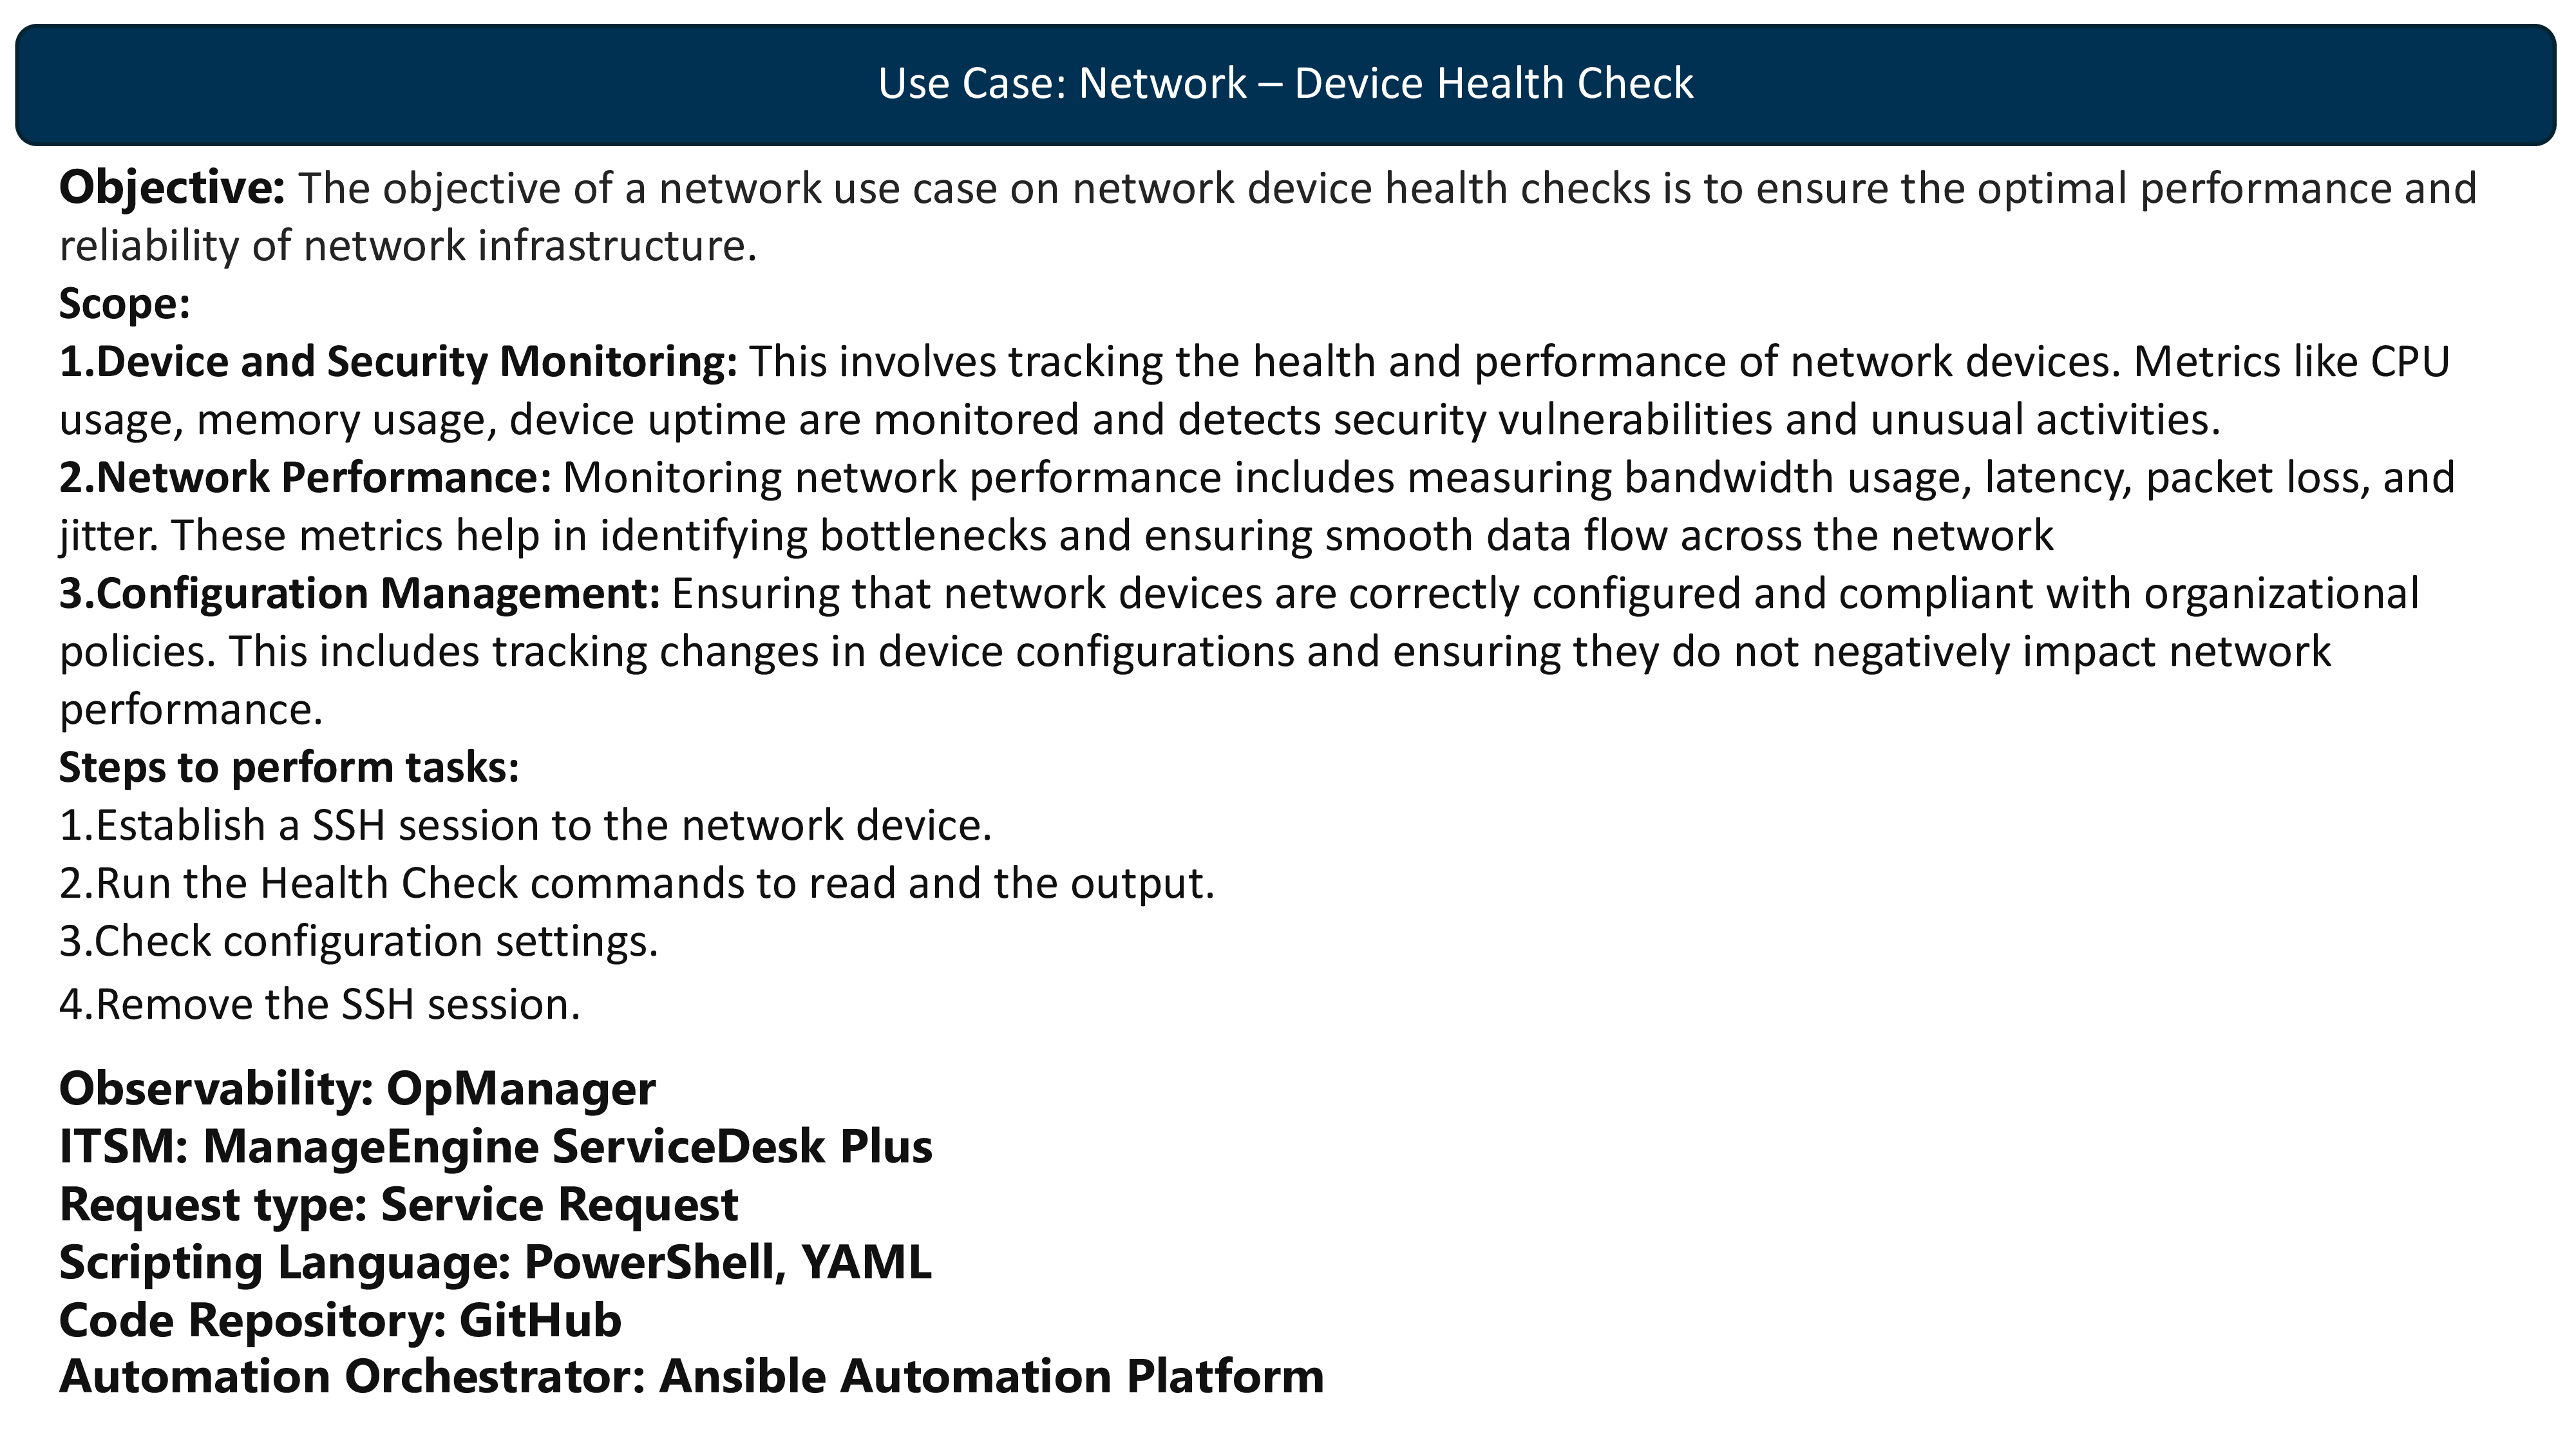 Use Case: Network – Device Health Check
Objective: The objective of a network use case on network device health checks is to ensure the optimal performance and
reliability of network infrastructure.
Scope:
1.Device and Security Monitoring: This involves tracking the health and performance of network devices. Metrics like CPU
usage, memory usage, device uptime are monitored and detects security vulnerabilities and unusual activities.
2.Network Performance: Monitoring network performance includes measuring bandwidth usage, latency, packet loss, and
jitter. These metrics help in identifying bottlenecks and ensuring smooth data flow across the network
3.Configuration Management: Ensuring that network devices are correctly configured and compliant with organizational
policies. This includes tracking changes in device configurations and ensuring they do not negatively impact network
performance.
Steps to perform tasks:
1.Establish a SSH session to the network device.
2.Run the Health Check commands to read and the output.
3.Check configuration settings.
4.Remove the SSH session.
Observability: OpManager
ITSM: ManageEngine ServiceDesk Plus
Request type: Service Request
Scripting Language: PowerShell, YAML
Code Repository: GitHub
Automation Orchestrator: Ansible Automation Platform